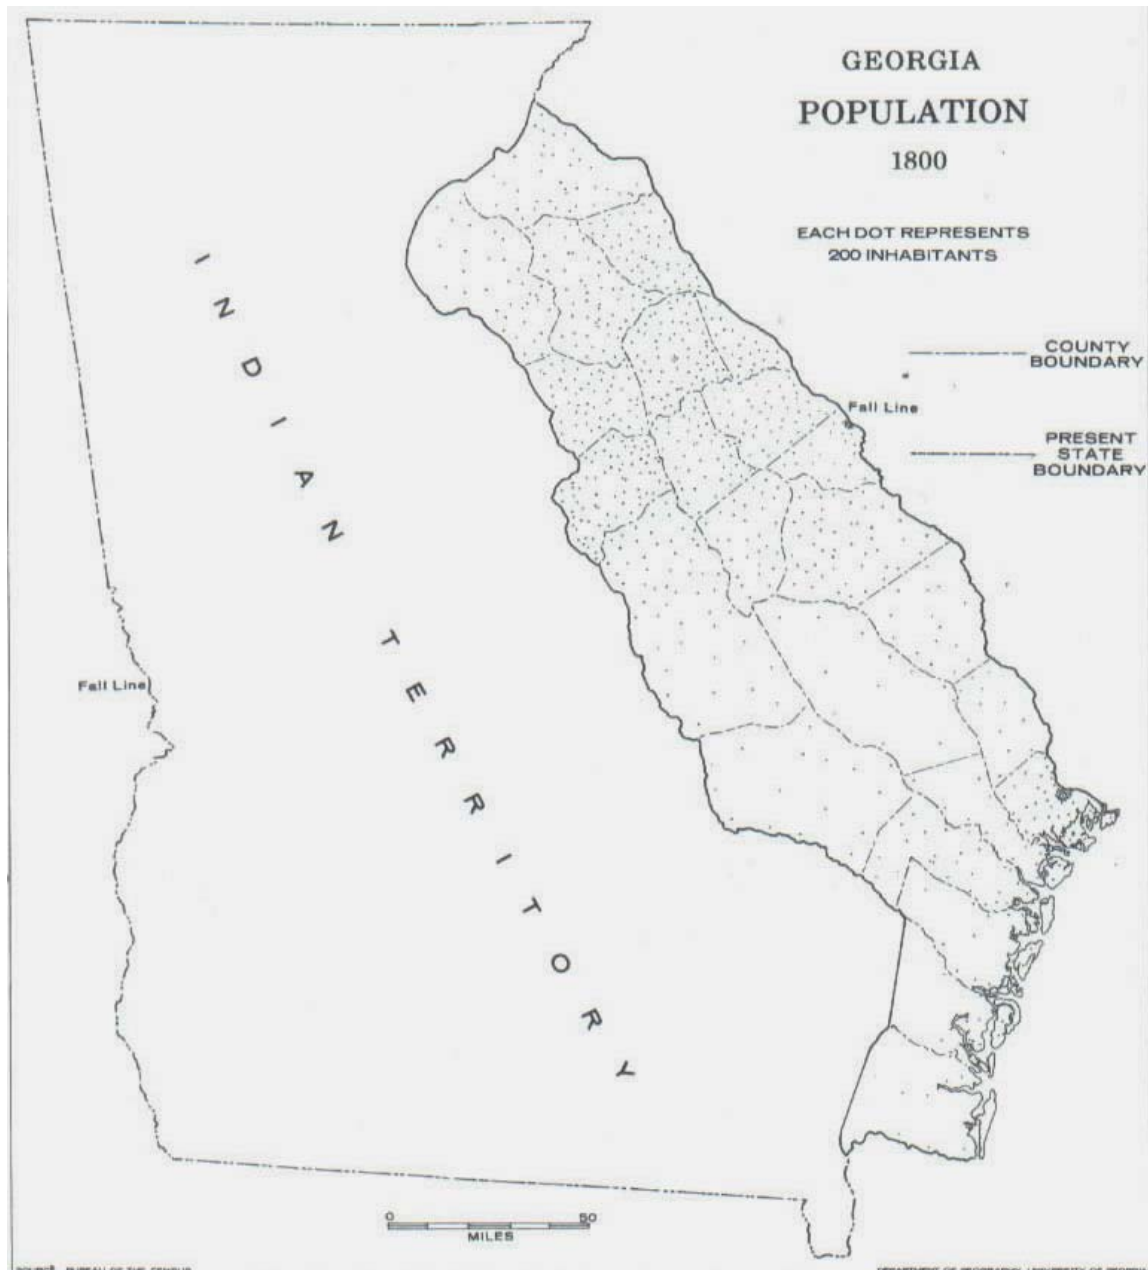 GEORGIA
POPULATION
1800
EACH DOT REPRESENTS
200 INHABITANTS
COUNTY
BOUNDARY
Fall Line
PRESENT
STATE
BOUNDARY
INDIAN TERRITORY
Fall Line
0 50
MILES